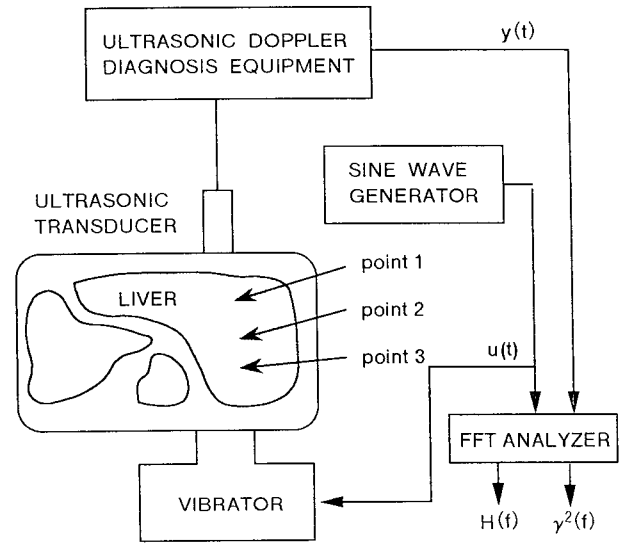 ULTRASONIC DOPPLER
DIAGNOSIS EQUIPMENT
y(t)
SINE WAVE
GENERATOR
ULTRASONIC
TRANSDUCER
point 1
LIVER
point 2
point 3
u(t)
FFT ANALYZER
VIBRATOR
H(f)
γ²(f)